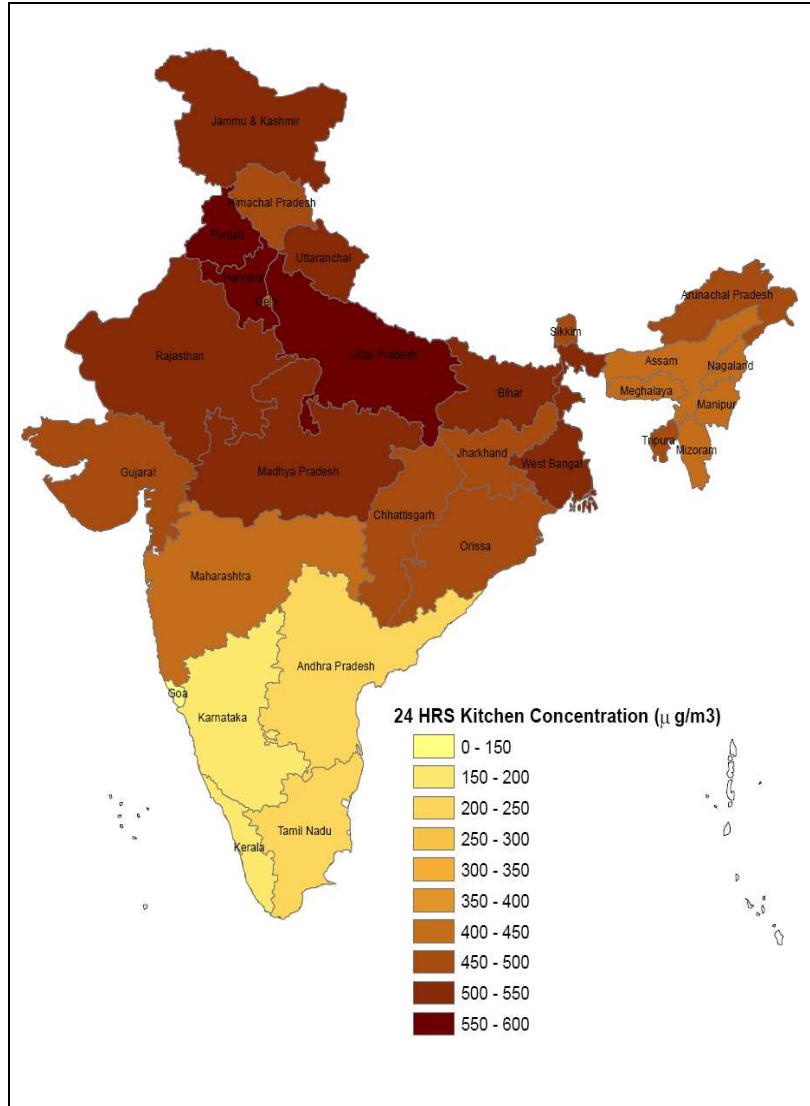 Jammu & Kashmir
Himachal Pradesh
Punjab
Uttaranchal
Haryana
Delhi
Arunachal Pradesh
Sikkim
Rajasthan
Uttar Pradesh
Assam
Nagaland
Bihar
Meghalaya
Manipur
Tripura
Mizoram
Jharkhand
West Bangal
Gujarat
Madhya Pradesh
Chhattisgarh
Orissa
Maharashtra
Andhra Pradesh
Goa
Karnataka
Tamil Nadu
Kerala
24 HRS Kitchen Concentration (μ g/m3)
0 - 150
150 - 200
200 - 250
250 - 300
300 - 350
350 - 400
400 - 450
450 - 500
500 - 550
550 - 600